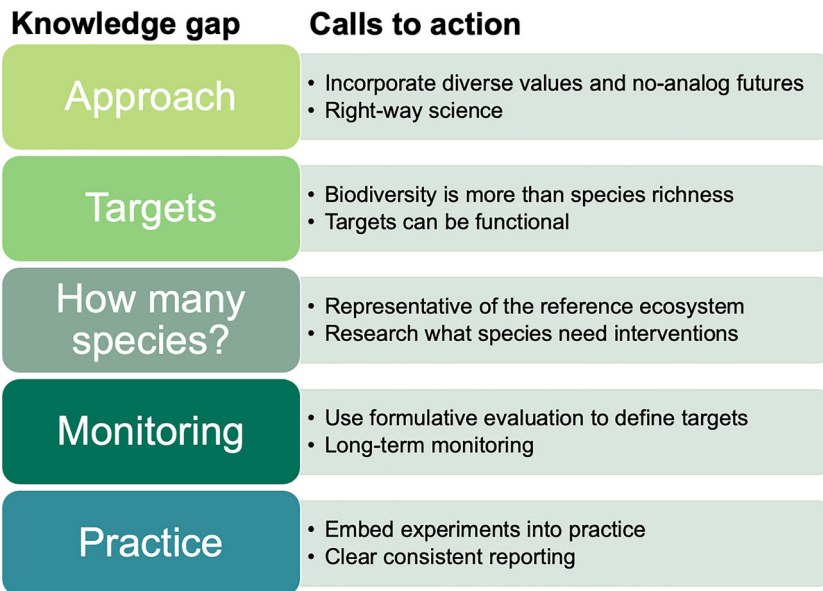 Knowledge gap
Calls to action
Approach
• Incorporate diverse values and no-analog futures
• Right-way science
Targets
• Biodiversity is more than species richness
• Targets can be functional
How many
species?
• Representative of the reference ecosystem
• Research what species need interventions
Monitoring
• Use formulative evaluation to define targets
• Long-term monitoring
Practice
• Embed experiments into practice
• Clear consistent reporting